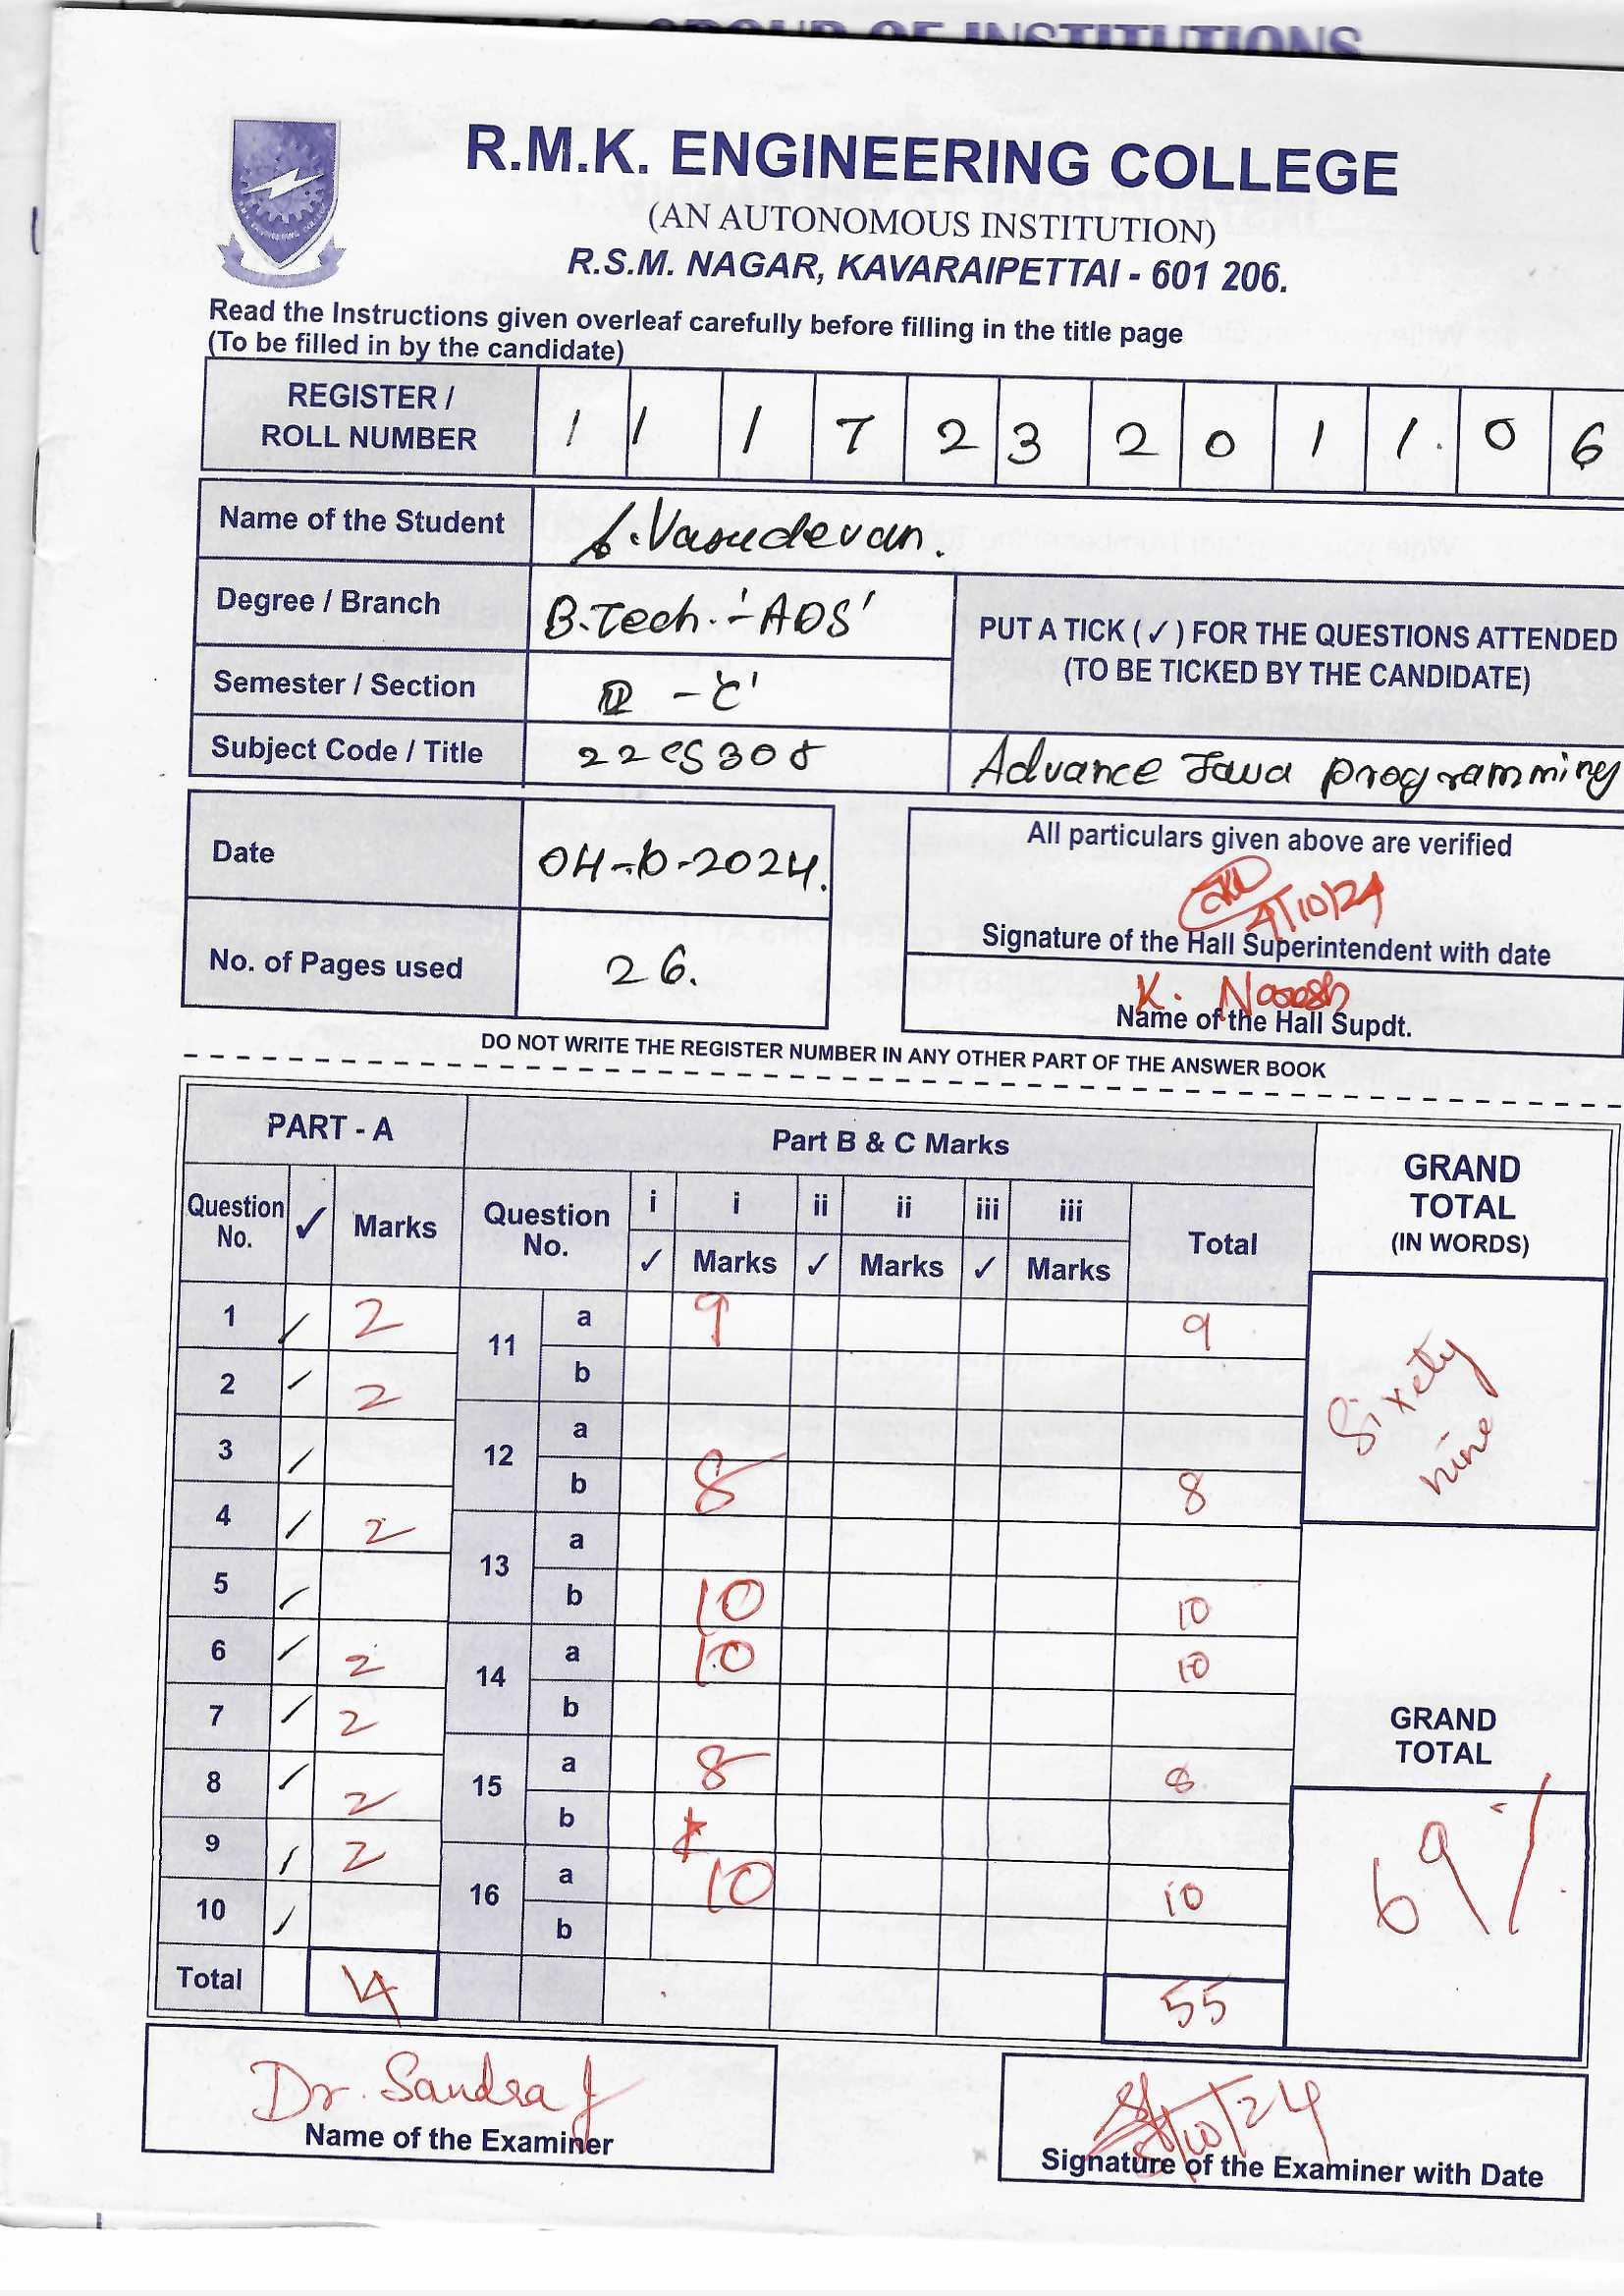 R.M.K. GROUP OF INSTITUTIONS
R.M.K. ENGINEERING COLLEGE
(AN AUTONOMOUS INSTITUTION)
R.S.M. NAGAR, KAVARAIPETTAI - 601 206.
Read the Instructions given overleaf carefully before filling in the title page
(To be filled in by the candidate)
REGISTER / ROLL NUMBER 1 1 1 7 2 3 2 0 1 1 0 6
Name of the Student S.Vasudevan.
Degree / Branch B.Tech.-'ADS'
PUT A TICK (✓) FOR THE QUESTIONS ATTENDED
(TO BE TICKED BY THE CANDIDATE)
Semester / Section -'C'
Subject Code / Title 22CS308 Advance Java programming
Date 04-10-2024.
No. of Pages used 26.
All particulars given above are verified
4/10/24
Signature of the Hall Superintendent with date
K.
Name of the Hall Supdt.
DO NOT WRITE THE REGISTER NUMBER IN ANY OTHER PART OF THE ANSWER BOOK
PART - A Part B & C Marks GRAND TOTAL (IN WORDS)
Question No. ✓ Marks Question No. i ✓ i Marks ii ✓ ii Marks iii ✓ iii Marks Total
1 ✓ 2 11 a 9 9
2 ✓ 2 b
3 ✓ 12 a
4 ✓ 2 b 8 8
5 ✓ 13 a
b 10 10
6 ✓ 2 14 a 10 10
7 ✓ 2 b
8 ✓ 2 15 a 8 8
9 ✓ 2 b
10 ✓ 16 a 10 10
b
Total 14 55
Sixety
nine
GRAND TOTAL
69%
Dr. Sandra J
Name of the Examiner
/10/24
Signature of the Examiner with Date